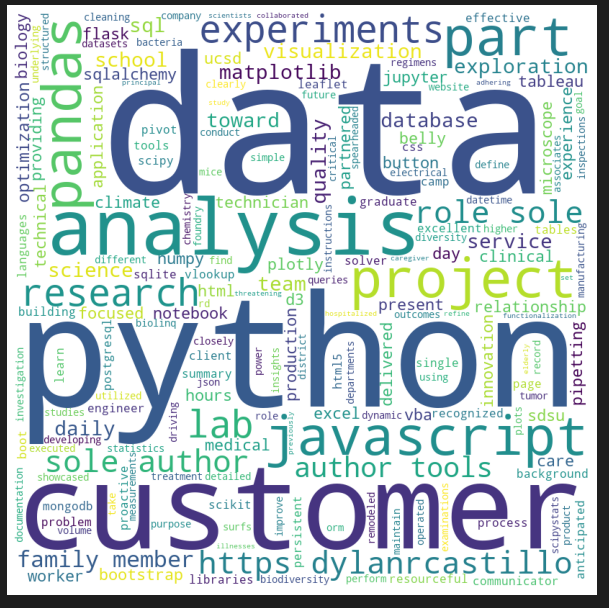 cleaning
company
scientists
collaborated
effective
flask
sql
experiments
part
datasets
bacteria
principal
school
ucsd
visualization
clearly
regimens
exploration
sqlalchemy
matplotlib
jupyter
tableau
underlying
structured
biology
pandas
data
leaflet
future
website
adhering
study
optimization
providing
application
pivot
tools
scipy
toward
conduct
simple
mice
quality
critical
partnered
spearheaded
database
belly
css
button
electrical
camp
define
microscope
experience
associates
goal
inspections
technical
languages
climate
chemistry
foundry
technician
graduate
datetime
role sole
analysis
instructions
excellent
higher
tables
diversity
service
manufacturing
different
numpy
find
solver
caregiver
day
clinical
science
sqlite
vlookup
plotly
team
queries
project
set
research
html
rd
threatening
d3
hospitalized
present
outcomes
refine
relationship
functionalization
building
focused
notebook
biolinq
python
production
district
delivered
innovation
pipetting
postgresql
closely
client
summary
json
power
insights
html5
departments
single
using
page
elderly
record
tumor
learn
investigation
studies
utilized
engineer
hours
driving
role
previously
excel
dynamic
vba
recognized
plots
sdsu
boot
executed
developing
daily
statistics
lab
medical
javascript
care
background
documentation
showcased
sole author
treatment
detailed
author tools
customer
mongodb
problem
volume
take
protective
measurements
purpose
scikit
surfs
improve
orm
persistent
remodeled
maintain
operated
examinations
process
scipystats
product
anticipated
illnesses
family member
https
dylanrcastillo
worker
bootstrap
libraries
biodiversity
perform
resourceful
communicator